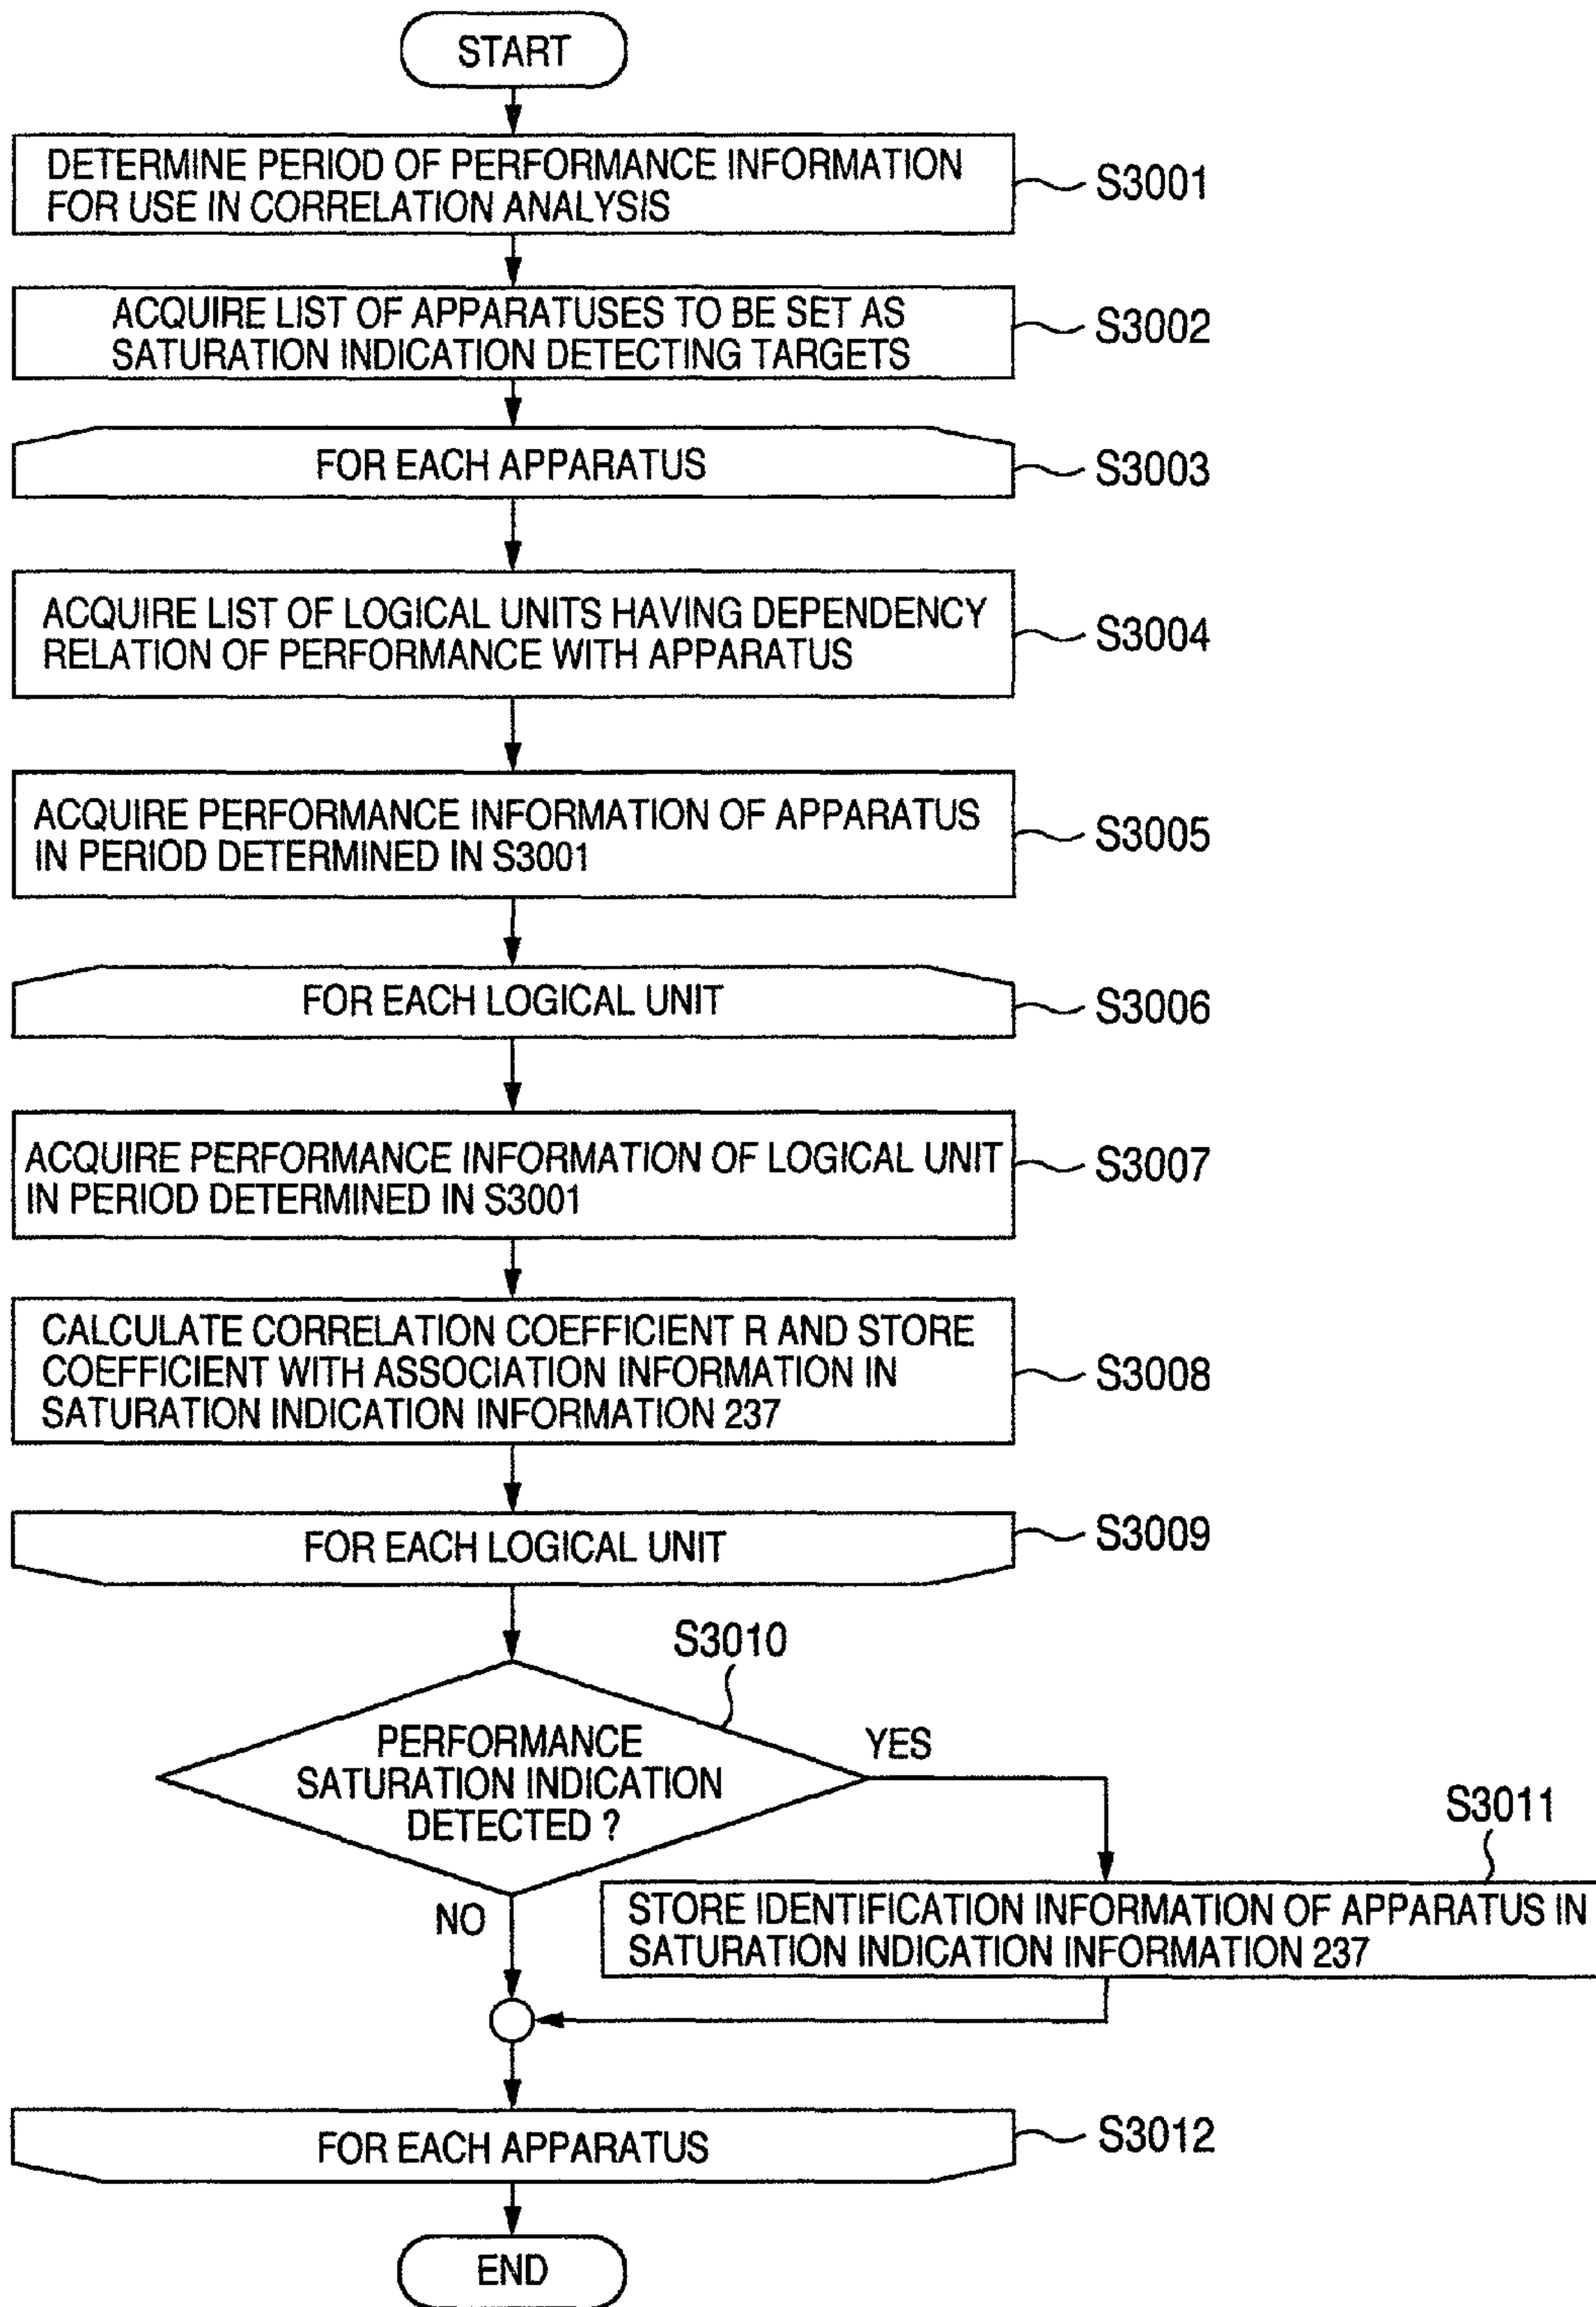 START
DETERMINE PERIOD OF PERFORMANCE INFORMATION
FOR USE IN CORRELATION ANALYSIS
S3001
ACQUIRE LIST OF APPARATUSES TO BE SET AS
SATURATION INDICATION DETECTING TARGETS
S3002
FOR EACH APPARATUS
S3003
ACQUIRE LIST OF LOGICAL UNITS HAVING DEPENDENCY
RELATION OF PERFORMANCE WITH APPARATUS
S3004
ACQUIRE PERFORMANCE INFORMATION OF APPARATUS
IN PERIOD DETERMINED IN S3001
S3005
FOR EACH LOGICAL UNIT
S3006
ACQUIRE PERFORMANCE INFORMATION OF LOGICAL UNIT
IN PERIOD DETERMINED IN S3001
S3007
CALCULATE CORRELATION COEFFICIENT R AND STORE
COEFFICIENT WITH ASSOCIATION INFORMATION IN
SATURATION INDICATION INFORMATION 237
S3008
FOR EACH LOGICAL UNIT
S3009
S3010
PERFORMANCE
SATURATION INDICATION
DETECTED ?
YES
NO
S3011
STORE IDENTIFICATION INFORMATION OF APPARATUS IN
SATURATION INDICATION INFORMATION 237
FOR EACH APPARATUS
S3012
END